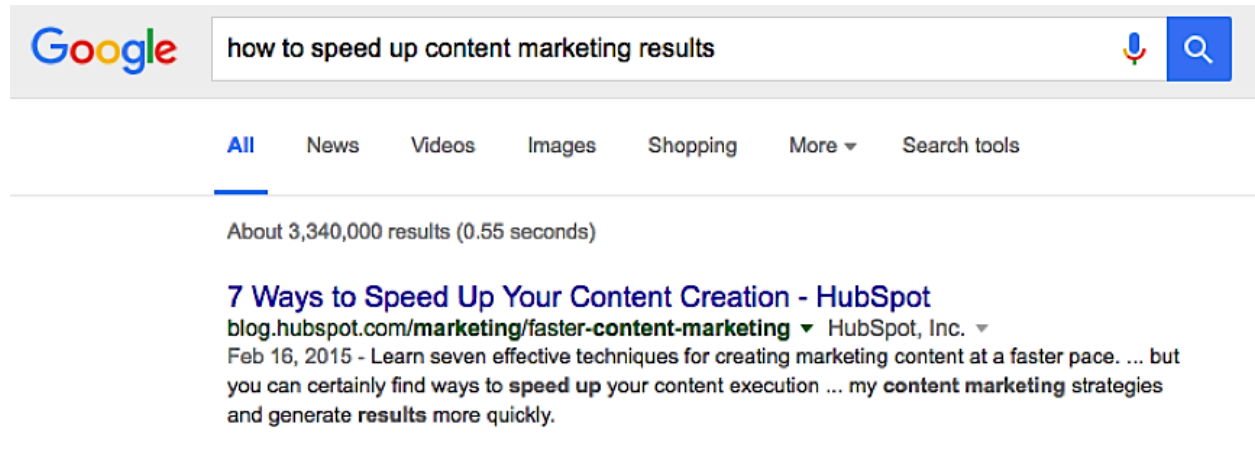 Google how to speed up content marketing results
All News Videos Images Shopping More Search tools
About 3,340,000 results (0.55 seconds)
7 Ways to Speed Up Your Content Creation - HubSpot
blog.hubspot.com/marketing/faster-content-marketing HubSpot, Inc.
Feb 16, 2015 - Learn seven effective techniques for creating marketing content at a faster pace. ... but
you can certainly find ways to speed up your content execution ... my content marketing strategies
and generate results more quickly.